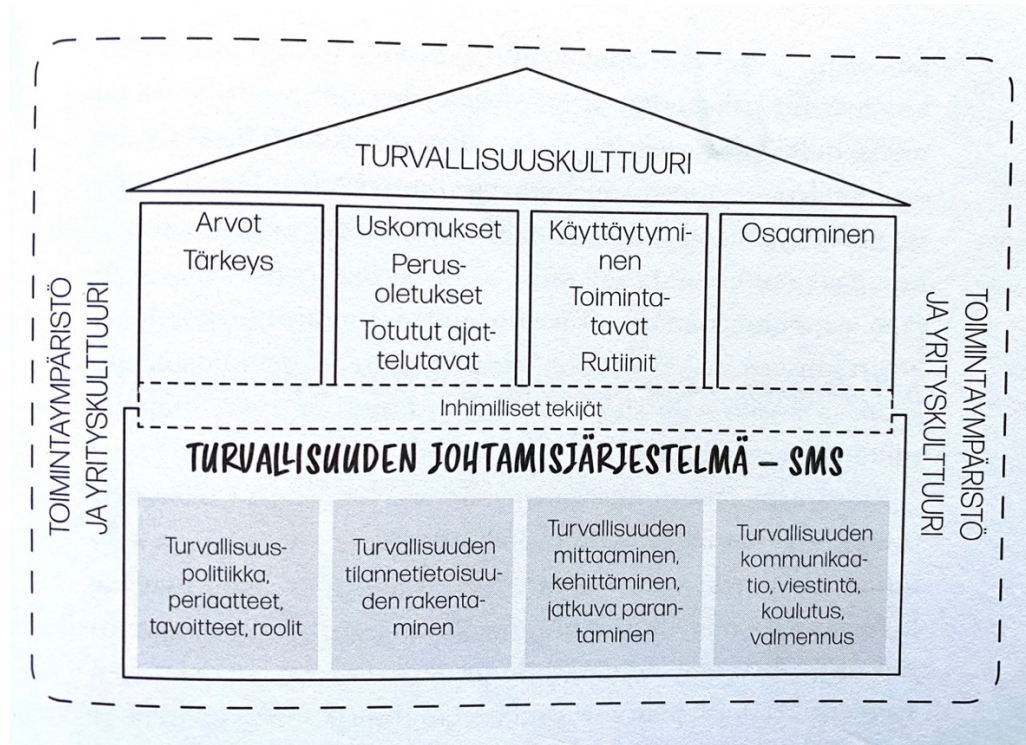 TURVALLISUUSKULTTUURI
Arvot
Tärkeys
Uskomukset
Perus-
oletukset
Totutut ajat-
telutavat
Käyttäytymi-
nen
Toiminta-
tavat
Rutiinit
Osaaminen
TOIMINTAYMPÄRISTÖ
JA YRITYSKULTTUURI
TOIMINTAYMPÄRISTÖ
JA YRITYSKULTTUURI
Inhimilliset tekijät
TURVALLISUUDEN JOHTAMISJÄRJESTELMÄ – SMS
Turvallisuus-
politiikka,
periaatteet,
tavoitteet, roolit
Turvallisuuden
tilannetietoisuu-
den rakenta-
minen
Turvallisuuden
mittaaminen,
kehittäminen,
jatkuva paran-
taminen
Turvallisuuden
kommunikaa-
tio, viestintä,
koulutus,
valmennus